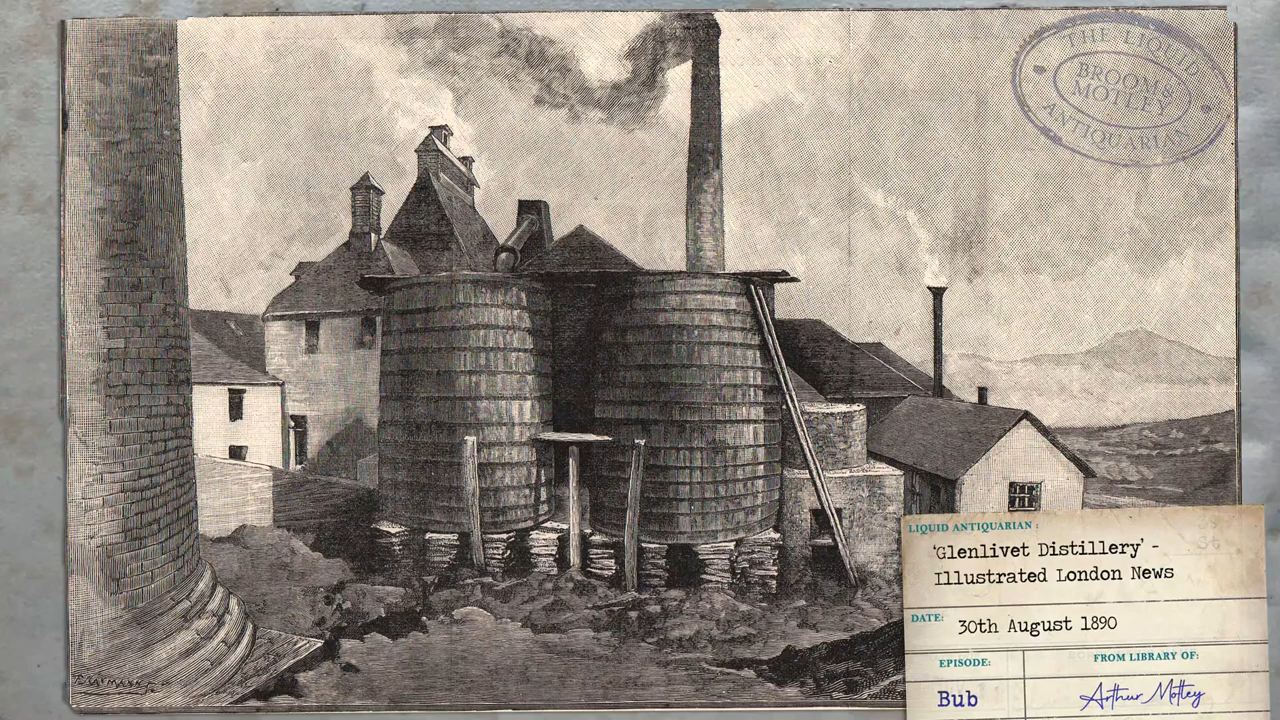 THE LIQUID
BROOM &
MOTLEY
ANTIQUARIAN
LIQUID ANTIQUARIAN :
'Glenlivet Distillery' -
Illustrated London News
DATE:
30th August 1890
EPISODE:
FROM LIBRARY OF:
Bub
Arthur Motley